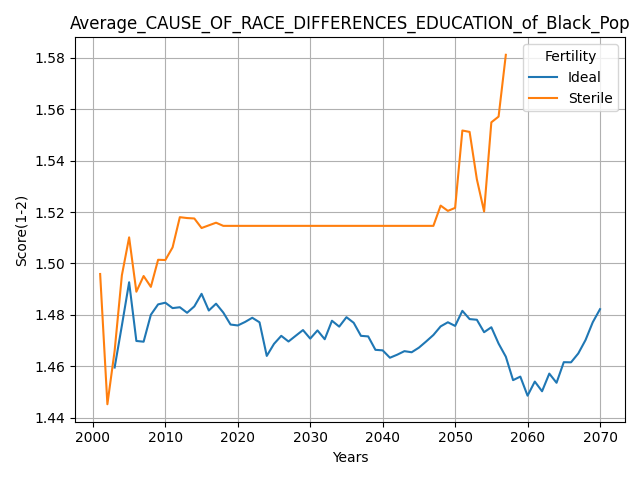 Average_CAUSE_OF_RACE_DIFFERENCES_EDUCATION_of_Black_Pop
Fertility
Ideal
Sterile
1.58
1.56
1.54
1.52
1.50
1.48
1.46
1.44
Score(1-2)
2000 2010 2020 2030 2040 2050 2060 2070
Years